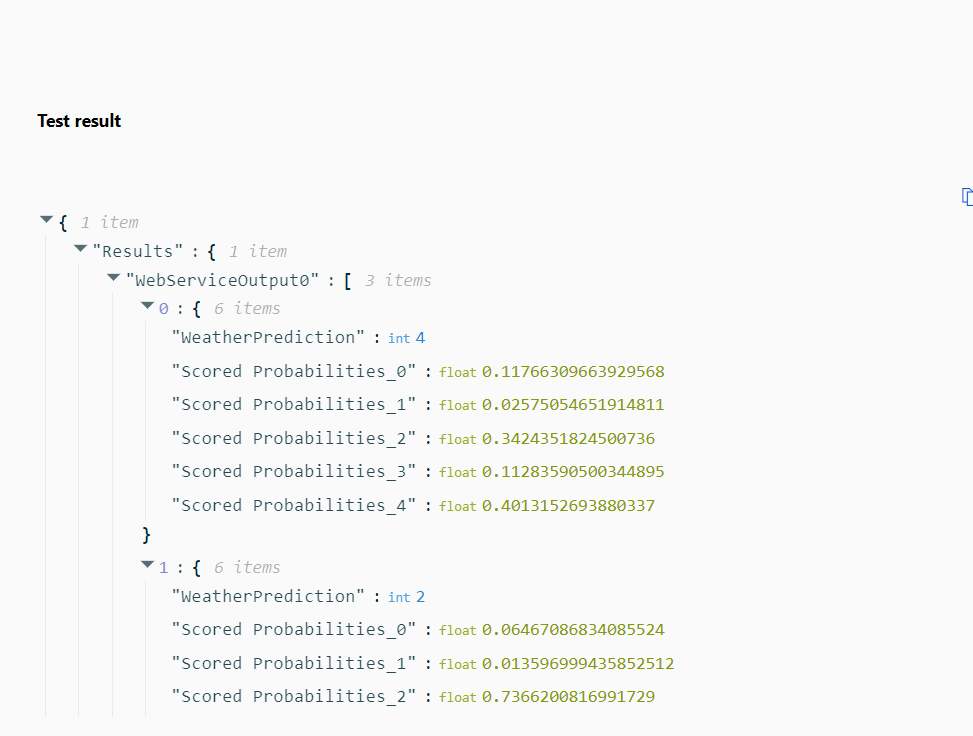 Test result
{ 1 item
"Results" : { 1 item
"WebServiceOutput0" : [ 3 items
0 : { 6 items
"WeatherPrediction" : int 4
"Scored Probabilities_0" : float 0.11766309663929568
"Scored Probabilities_1" : float 0.02575054651914811
"Scored Probabilities_2" : float 0.3424351824500736
"Scored Probabilities_3" : float 0.11283590500344895
"Scored Probabilities_4" : float 0.4013152693880337
}
1 : { 6 items
"WeatherPrediction" : int 2
"Scored Probabilities_0" : float 0.06467086834085524
"Scored Probabilities_1" : float 0.013596999435852512
"Scored Probabilities_2" : float 0.7366200816991729